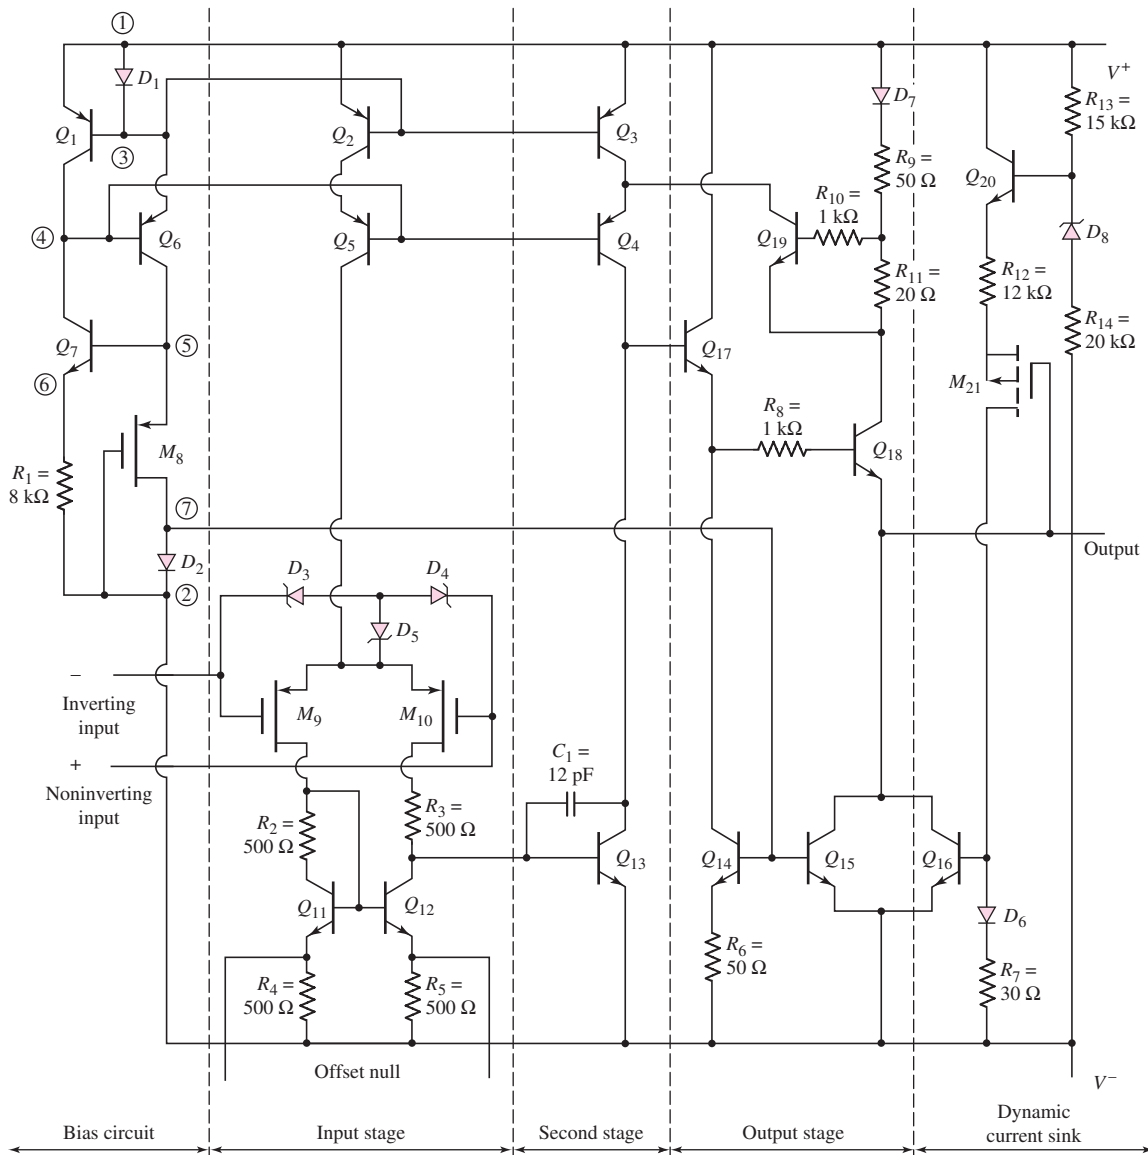 ①
V+
D1
R13 =
15 kΩ
Q1
③
Q2
Q3
D7
R9 =
50 Ω
Q20
R10 =
1 kΩ
④
Q6
Q5
Q4
Q19
D8
R11 =
20 Ω
R12 =
12 kΩ
R14 =
20 kΩ
Q7
⑤
Q17
⑥
M21
R8 =
1 kΩ
M8
Q18
R1 =
8 kΩ
⑦
Output
D2
D3
D4
②
D5
−
Inverting
input
M9
M10
+
Noninverting
input
C1 =
12 pF
R2 =
500 Ω
R3 =
500 Ω
Q13
Q14
Q15
Q16
Q11
Q12
D6
R6 =
50 Ω
R4 =
500 Ω
R5 =
500 Ω
R7 =
30 Ω
Offset null
V−
Bias circuit
Input stage
Second stage
Output stage
Dynamic
current sink